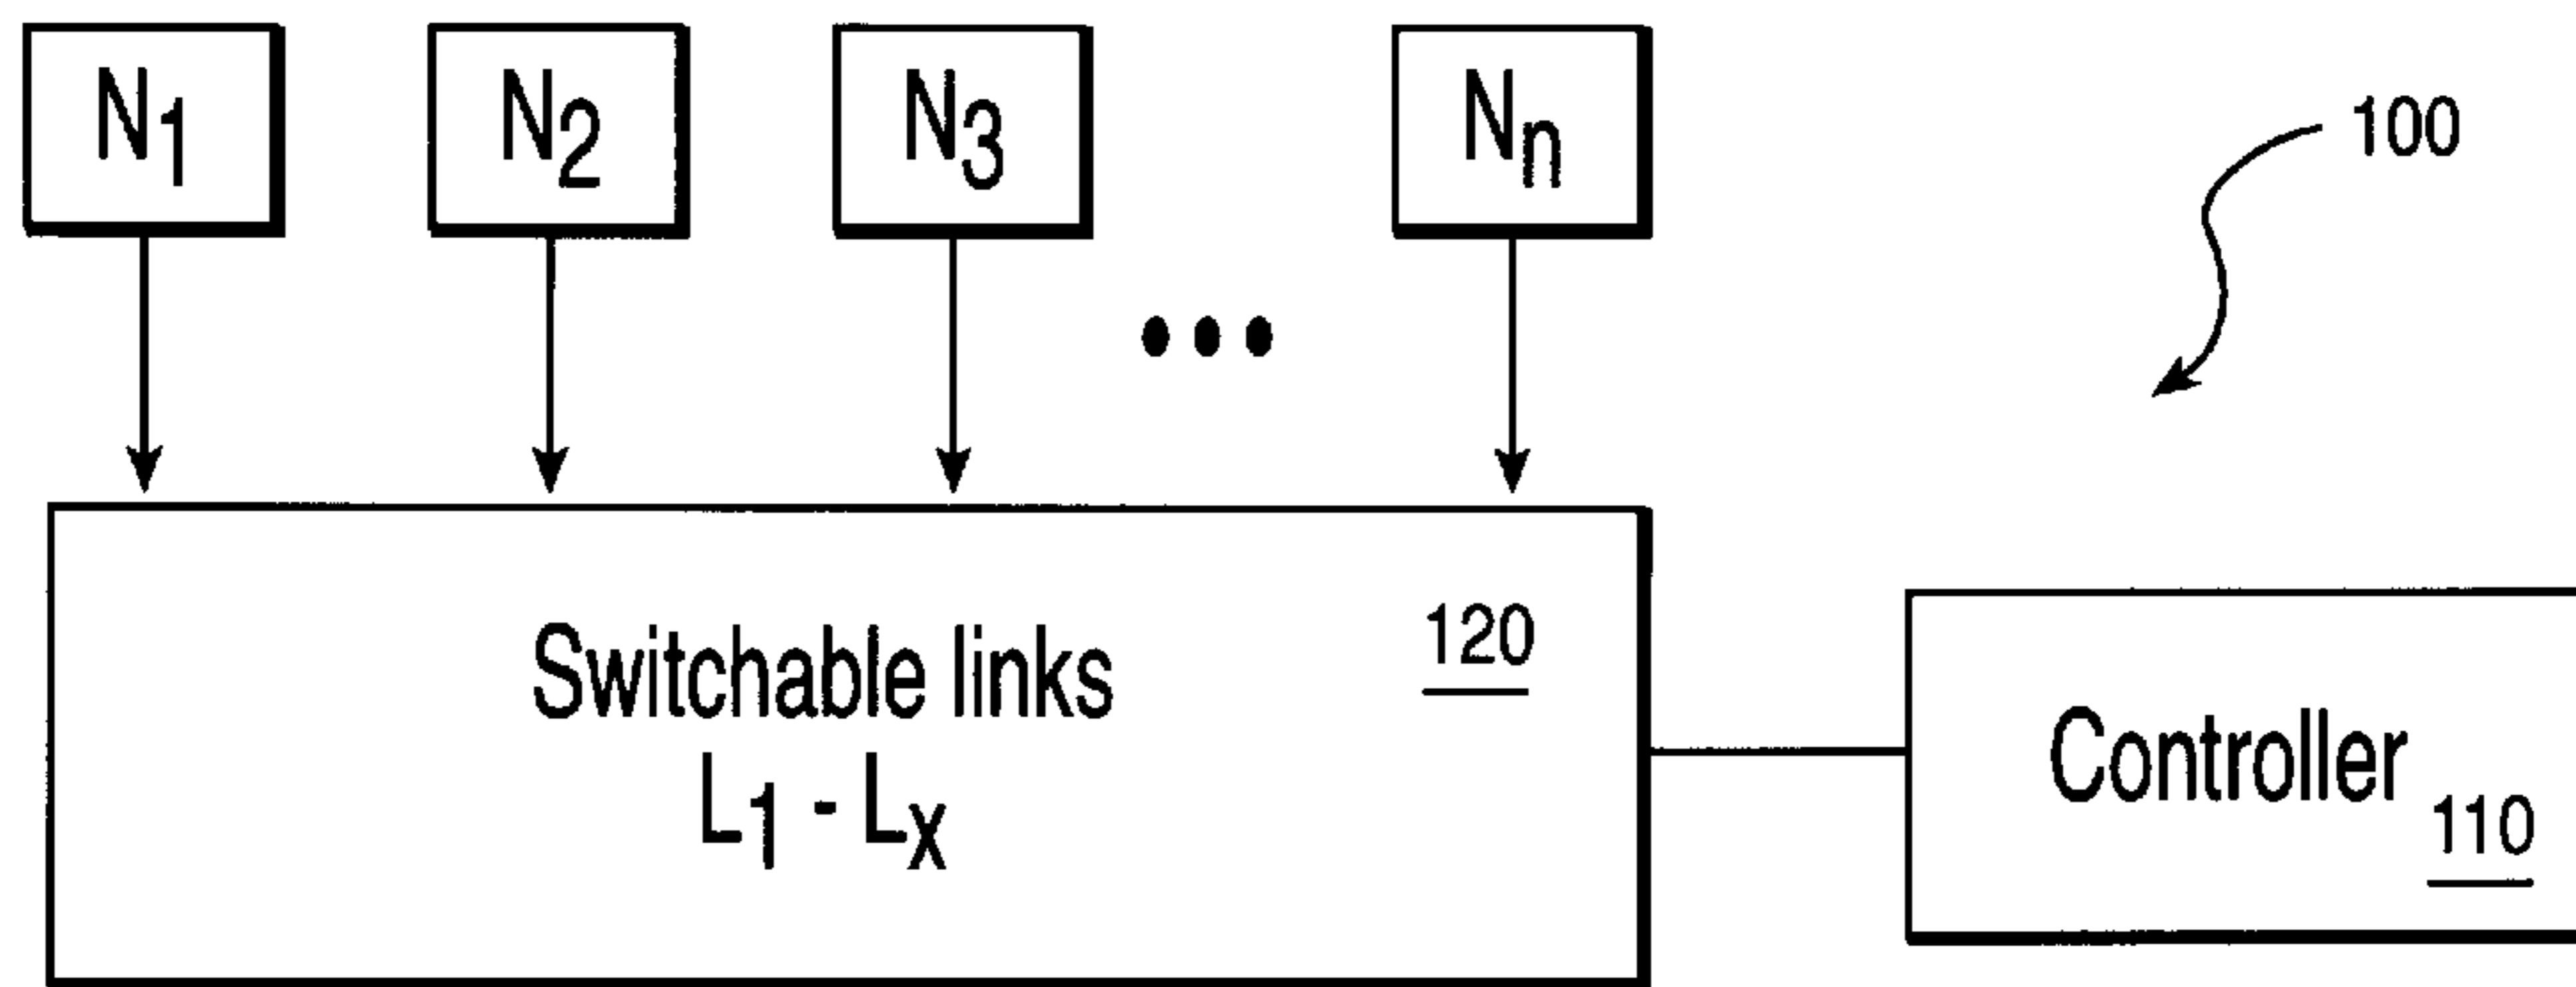 N1 N2 N3 Nn
100
Switchable links 120
L1 - Lx
Controller 110